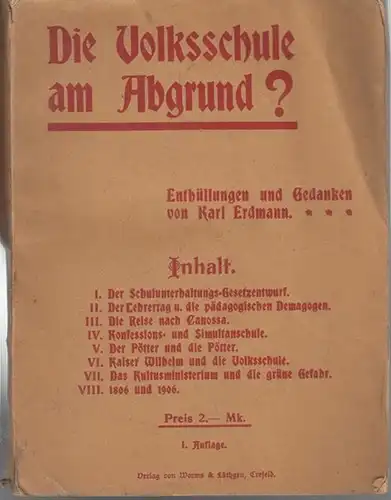 Die Volksschule
am Abgrund?
Enthüllungen und Gedanken
von Karl Erdmann. * * *
Inhalt.
I. Der Schulunterhaltungs-Gesetzentwurf.
II. Der Lehrertag u. die pädagogischen Demagogen.
III. Die Reise nach Canossa.
IV. Konfessions- und Simultanschule.
V. Der Pötter und die Pötter.
VI. Kaiser Wilhelm und die Volksschule.
VII. Das Kultusministerium und die grüne Gefahr.
VIII. 1806 und 1906.
Preis 2.— Mk.
1. Auflage.
Verlag von Worms & Lüthgen, Crefeld.